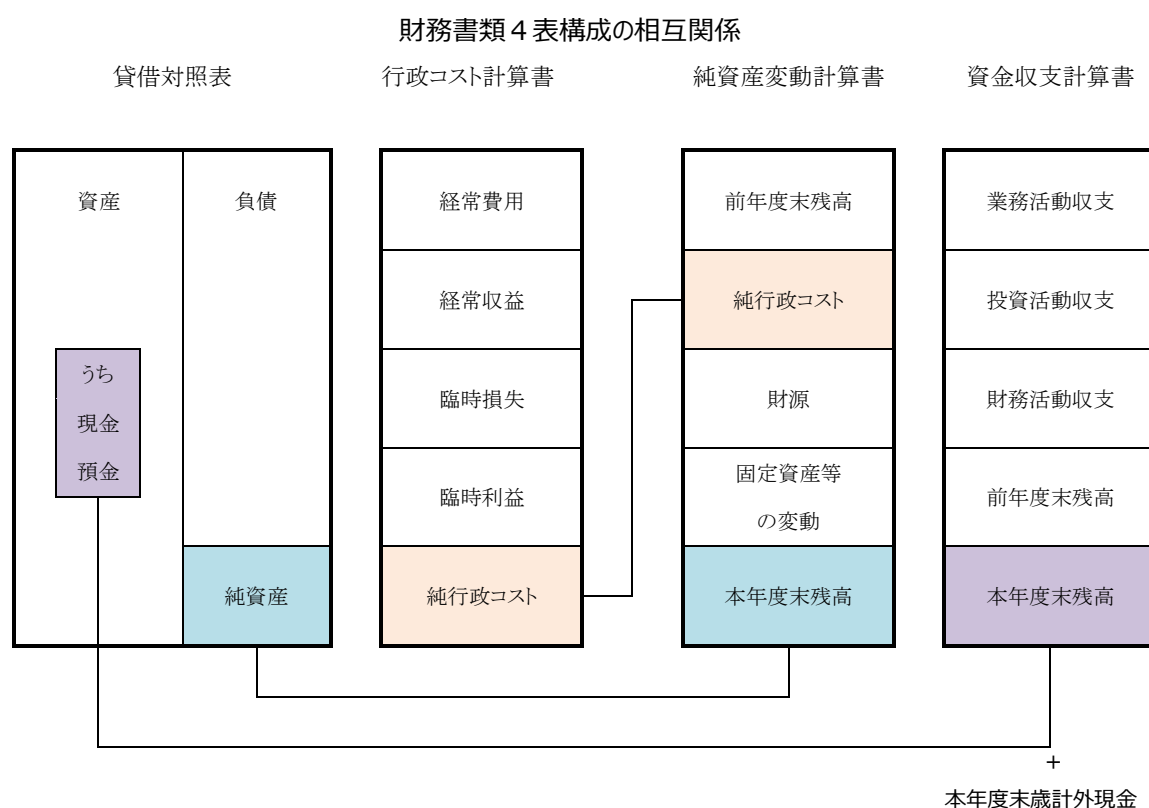 財務書類４表構成の相互関係
貸借対照表
行政コスト計算書
純資産変動計算書
資金収支計算書
資産
負債
うち
現金
預金
純資産
経常費用
経常収益
臨時損失
臨時利益
純行政コスト
前年度末残高
純行政コスト
財源
固定資産等
の変動
本年度末残高
業務活動収支
投資活動収支
財務活動収支
前年度末残高
本年度末残高
+
本年度末歳計外現金